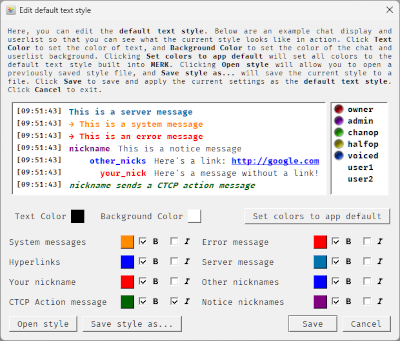 Edit default text style
Here, you can edit the default text style. Below are an example chat display and
userlist so that you can see what the current style looks like in action. Click Text
Color to set the color of text, and Background Color to set the color of the chat and
userlist background. Clicking Set colors to app default will set all colors to the
default text style built into MERK. Clicking Open style will allow you to open a
previously saved style file, and Save style as... will save the current style to a
file. Click Save to save and apply the current settings as the default text style.
Click Cancel to exit.
[09:51:43] This is a server message
[09:51:43] → This is a system message
[09:51:43] → This is an error message
[09:51:43] nickname This is a notice message
[09:51:43] other_nicks Here's a link: http://google.com
[09:51:43] your_nick Here's a message without a link!
[09:51:43] nickname sends a CTCP action message
owner
admin
chanop
halfop
voiced
user1
user2
Text Color Background Color Set colors to app default
System messages B I Error message B I
Hyperlinks B I Server message B I
Your nickname B I Other nicknames B I
CTCP Action message B I Notice nicknames B I
Open style Save style as... Save Cancel